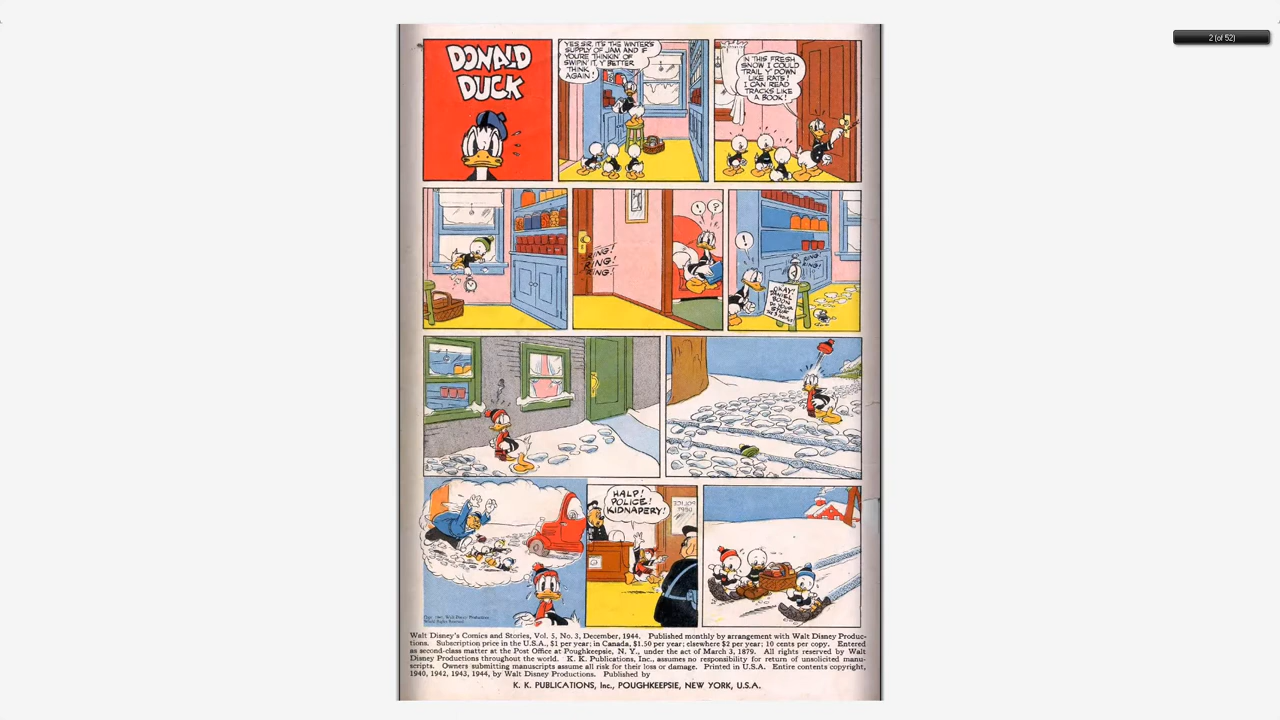 2 (of 52)
DONALD
DUCK
YES SIR, IT'S THE WINTER'S
SUPPLY OF JAM AND IF
YOU'RE THINKIN' OF
SWIPIN' IT, Y' BETTER
THINK
AGAIN!
IN THIS FRESH
SNOW I COULD
TRAIL Y' DOWN
LIKE RATS!
I CAN READ
TRACKS LIKE
A BOOK!
RING!
RING!
RING!
! ?
!
RING!
RING!
OKAY!
DANIEL
BOON
DO YOUR
STUFF
HALP!
POLICE!
KIDNAPERY!
POLICE
Walt Disney's Comics and Stories, Vol. 5, No. 3, December, 1944. Published monthly by arrangement with Walt Disney Produc-
tions. Subscription price in the U.S.A., $1 per year; in Canada, $1.50 per year; elsewhere $2 per year; 10 cents per copy. Entered
as second-class matter at the Post Office at Poughkeepsie, N. Y., under the act of March 3, 1879. All rights reserved by Walt
Disney Productions throughout the world. K. K. Publications, Inc., assumes no responsibility for return of unsolicited manu-
scripts. Owners submitting manuscripts assume all risk for their loss or damage. Printed in U.S.A. Entire contents copyright,
1940, 1942, 1943, 1944, by Walt Disney Productions. Published by
K. K. PUBLICATIONS, Inc., POUGHKEEPSIE, NEW YORK, U.S.A.